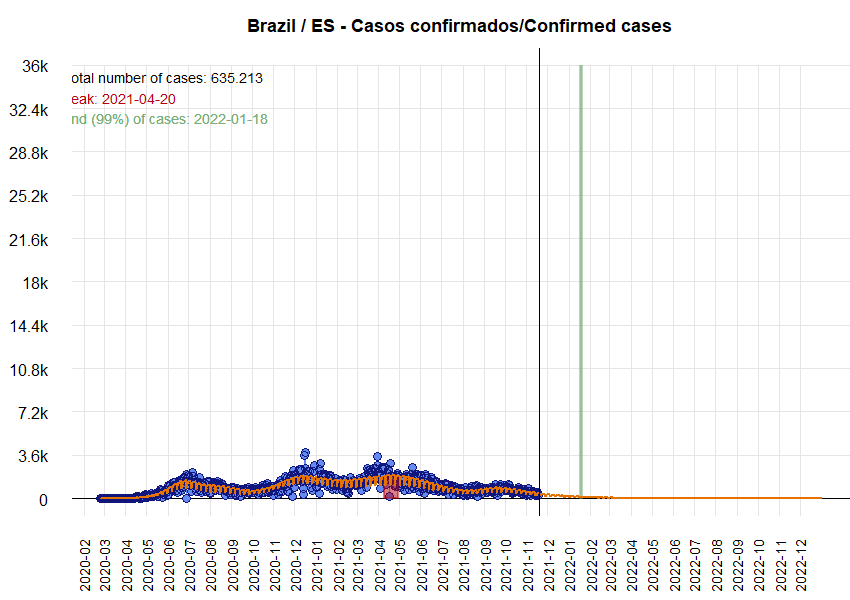 Brazil / ES - Casos confirmados/Confirmed cases
36k
otal number of cases: 635.213
eak: 2021-04-20
nd (99%) of cases: 2022-01-18
32.4k
28.8k
25.2k
21.6k
18k
14.4k
10.8k
7.2k
3.6k
0
2020-02
2020-03
2020-04
2020-05
2020-06
2020-07
2020-08
2020-09
2020-10
2020-11
2020-12
2021-01
2021-02
2021-03
2021-04
2021-05
2021-06
2021-07
2021-08
2021-09
2021-10
2021-11
2021-12
2022-01
2022-02
2022-03
2022-04
2022-05
2022-06
2022-07
2022-08
2022-09
2022-10
2022-11
2022-12